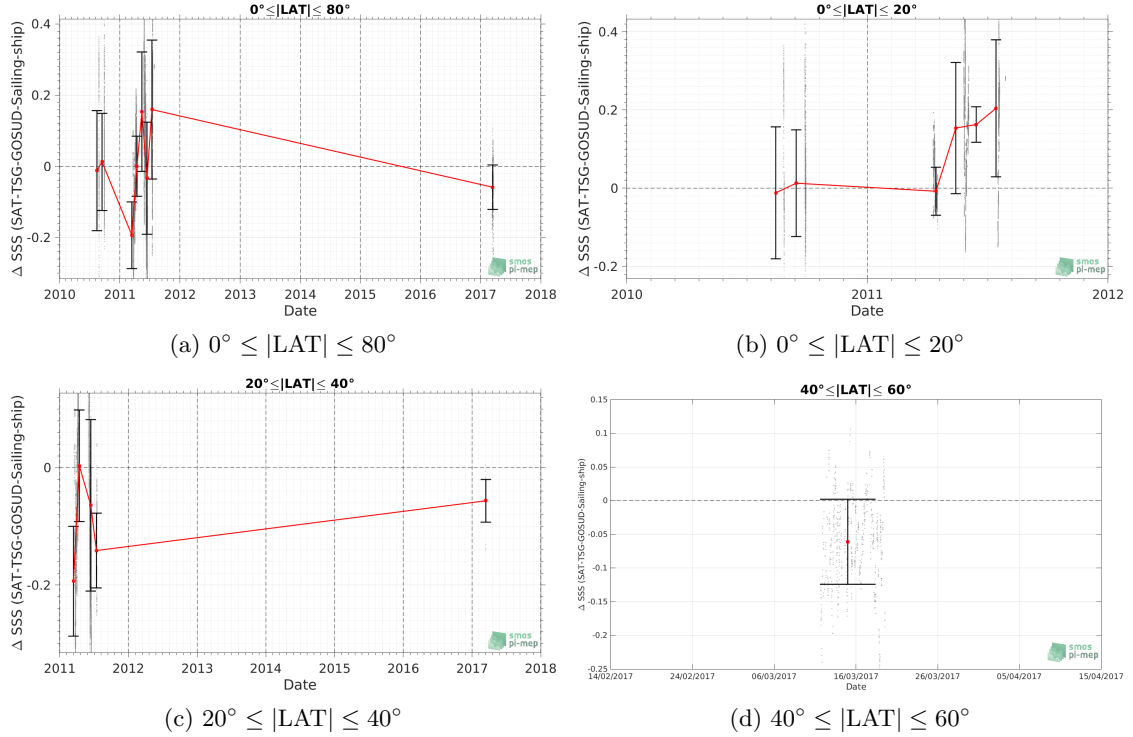 0°≤|LAT|≤ 80°
Δ SSS (SAT-TSG-GOSUD-Sailing-ship)
0.4
0.2
0
-0.2
2010 2011 2012 2013 2014 2015 2016 2017 2018
Date
smos
pi-mep
(a) 0° ≤ |LAT| ≤ 80°
0°≤|LAT|≤ 20°
Δ SSS (SAT-TSG-GOSUD-Sailing-ship)
0.4
0.2
0
-0.2
2010 2011 2012
Date
smos
pi-mep
(b) 0° ≤ |LAT| ≤ 20°
20°≤|LAT|≤ 40°
Δ SSS (SAT-TSG-GOSUD-Sailing-ship)
0
-0.2
2011 2012 2013 2014 2015 2016 2017 2018
Date
smos
pi-mep
(c) 20° ≤ |LAT| ≤ 40°
40°≤|LAT|≤ 60°
Δ SSS (SAT-TSG-GOSUD-Sailing-ship)
0.15
0.1
0.05
0
-0.05
-0.1
-0.15
-0.2
-0.25
14/02/2017 24/02/2017 06/03/2017 16/03/2017 26/03/2017 05/04/2017 15/04/2017
Date
smos
pi-mep
(d) 40° ≤ |LAT| ≤ 60°